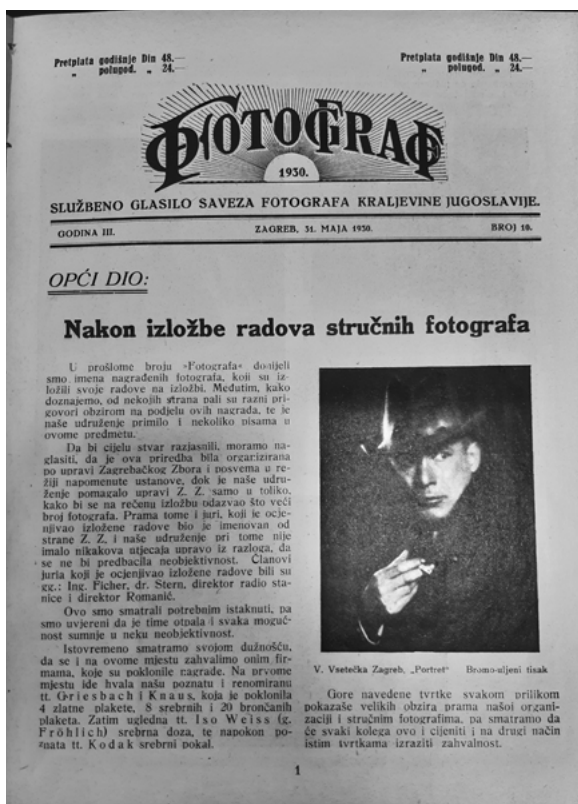 Pretplata godišnje Din 48.—
„ polugod. „ 24.—
Pretplata godišnje Din 48.—
„ polugod. „ 24.—
FOTOGRAF
1930.
SLUŽBENO GLASILO SAVEZA FOTOGRAFA KRALJEVINE JUGOSLAVIJE.
GODINA III.
ZAGREB, 31. MAJA 1930.
BROJ 10.
OPĆI DIO:
Nakon izložbe radova stručnih fotografa
U prošlome broju »Fotografa« donijeli
smo imena nagrađenih fotografa, koji su iz-
ložili svoje radove na izložbi. Međutim, kako
doznajemo, od nekojih strana pali su razni pri-
govori obzirom na podjelu ovih nagrada, te je
naše udruženje primilo i nekoliko pisama u
ovome predmetu.
Da bi cijelu stvar razjasnili, moramo na-
glasiti, da je ova priredba bila organizirana
po upravi Zagrebačkog Zbora i posvema u re-
žiji napomenute ustanove, dok je naše udru-
ženje pomagalo upravi Z. Z. samo u toliko,
kako bi se na rečenu izložbu odazvao što veći
broj fotografa. Prama tome i juri, koji je ocje-
njivao izložene radove bio je imenovan od
strane Z. Z. i naše udruženje pri tome nije
imalo nikakova utjecaja upravo iz razloga, da
se ne bi predbacila neobjektivnost. Članovi
juria koji je ocjenjivao izložene radove bili su
gg.: Ing. Ficher, dr. Stern, direktor radio sta-
nice i direktor Romanić.
Ovo smo smatrali potrebnim istaknuti, pa
smo uvjereni da je time otpala i svaka moguć-
nost sumnje u neku neobjektivnost.
Istovremeno smatramo svojom dužnošću,
da se i na ovome mjestu zahvalimo onim fir-
mama, koje su poklonile nagrade. Na prvome
mjestu ide hvala našu poznatu i renomiranu
tt. Griesbach i Knaus, koja je poklonila
4 zlatne plakete, 8 srebrnih i 20 brončanih
plaketa. Zatim ugledna tt. Iso Weiss (g.
Fröhlich) srebrna doza, te napokon po-
znata tt. Kodak srebrni pokal.
V. Vsetečka Zagreb, „Portret“ Bromo-uljeni tisak
Gore navedene tvrtke svakom prilikom
pokazaše velikih obzira prama našoj organi-
zaciji i stručnim fotografima, pa smatramo da
će svaki kolega ovo i cijeniti i na drugi način
istim tvrtkama izraziti zahvalnost.
1